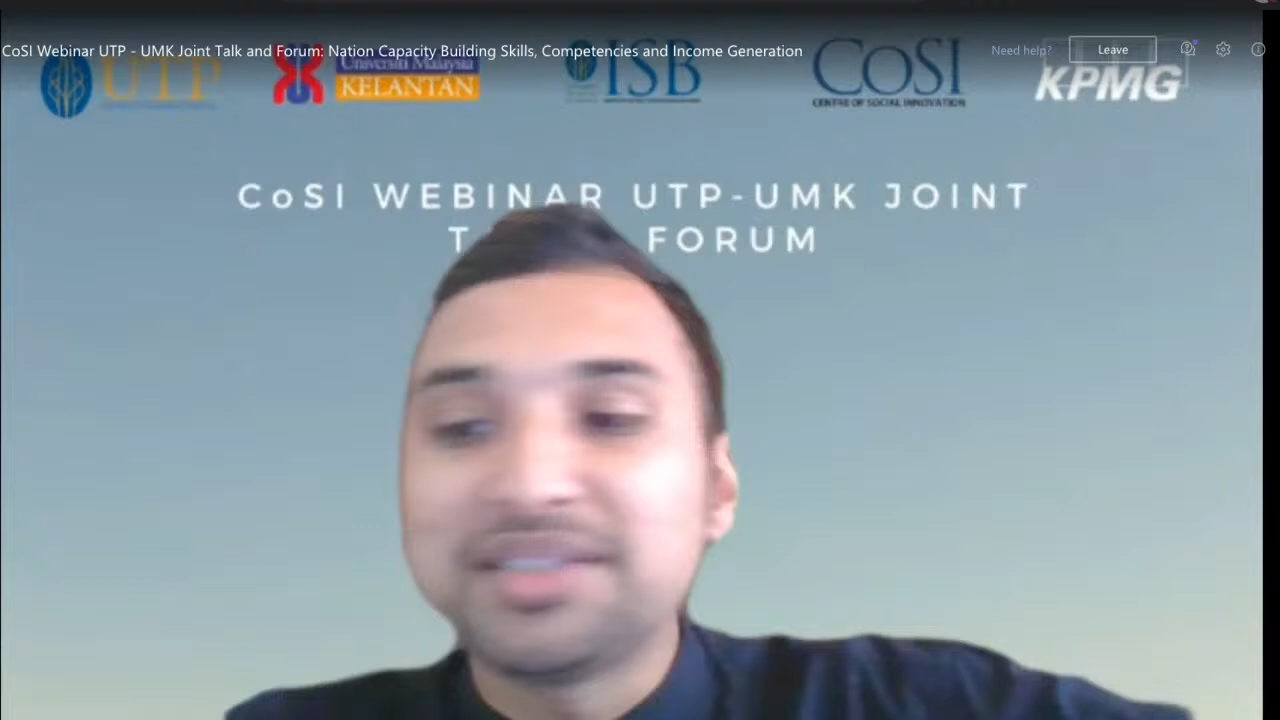 CoSI Webinar UTP - UMK Joint Talk and Forum: Nation Capacity Building Skills, Competencies and Income Generation
Need help?
Leave
UTP
Universiti Malaysia
KELANTAN
ISB
CoSI
CENTRE OF SOCIAL INNOVATION
KPMG
CoSI WEBINAR UTP-UMK JOINT
T FORUM